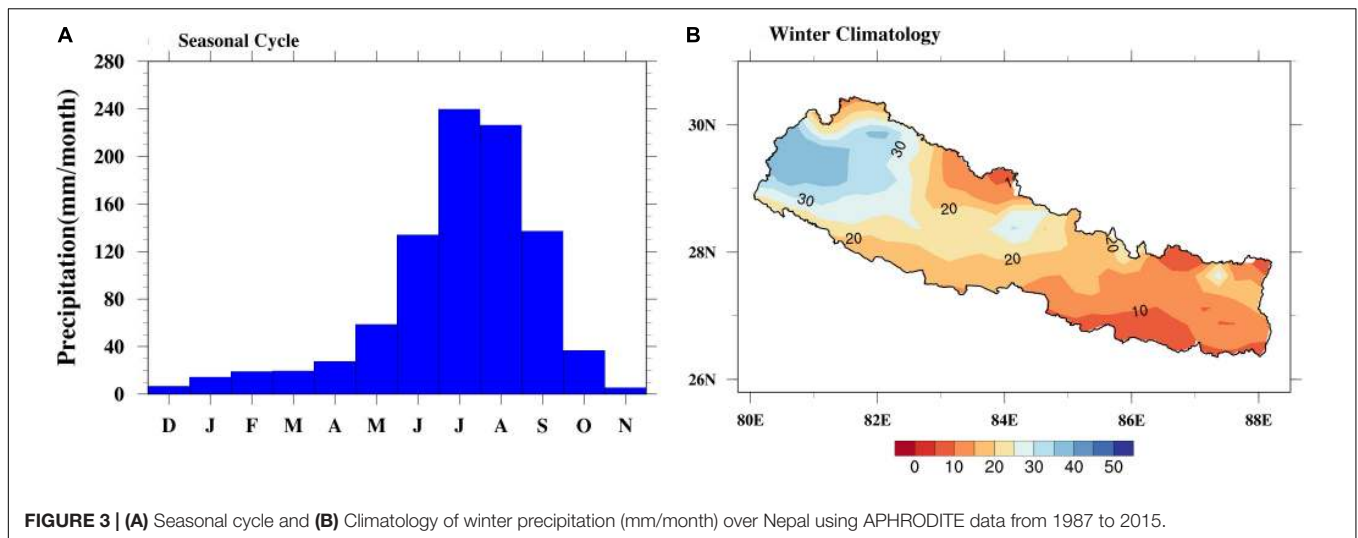 A
Seasonal Cycle
Precipitation(mm/month)
280
240
200
160
120
80
40
0
D J F M A M J J A S O N
B
Winter Climatology
30N
28N
26N
30
30
20
20
20
20
10
80E 82E 84E 86E 88E
0 10 20 30 40 50
FIGURE 3 | (A) Seasonal cycle and (B) Climatology of winter precipitation (mm/month) over Nepal using APHRODITE data from 1987 to 2015.